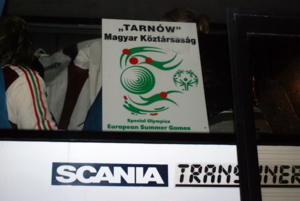 „TARNÓW”
Magyar Köztársaság
Special Olympics
European Summer Games
SCANIA